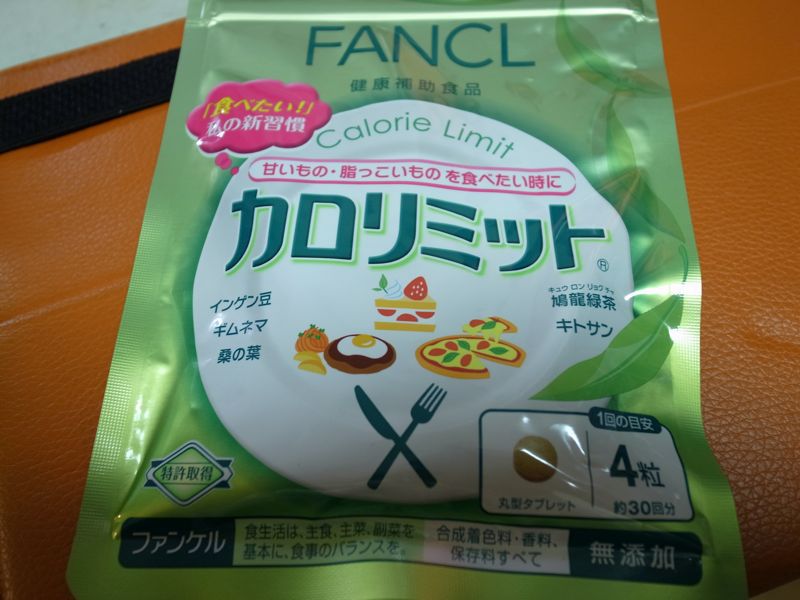 FANCL
健康補助食品
「食べたい!」
私の新習慣
Calorie Limit
甘いもの・脂っこいものを食べたい時に
カロリミット®
インゲン豆
ギムネマ
桑の葉
キュウ ロン リョク チャ
鳩龍緑茶
キトサン
特許取得
1回の目安
4粒
約30回分
丸型タブレット
ファンケル
食生活は、主食、主菜、副菜を
基本に、食事のバランスを。
合成着色料・香料、
保存料すべて
無添加